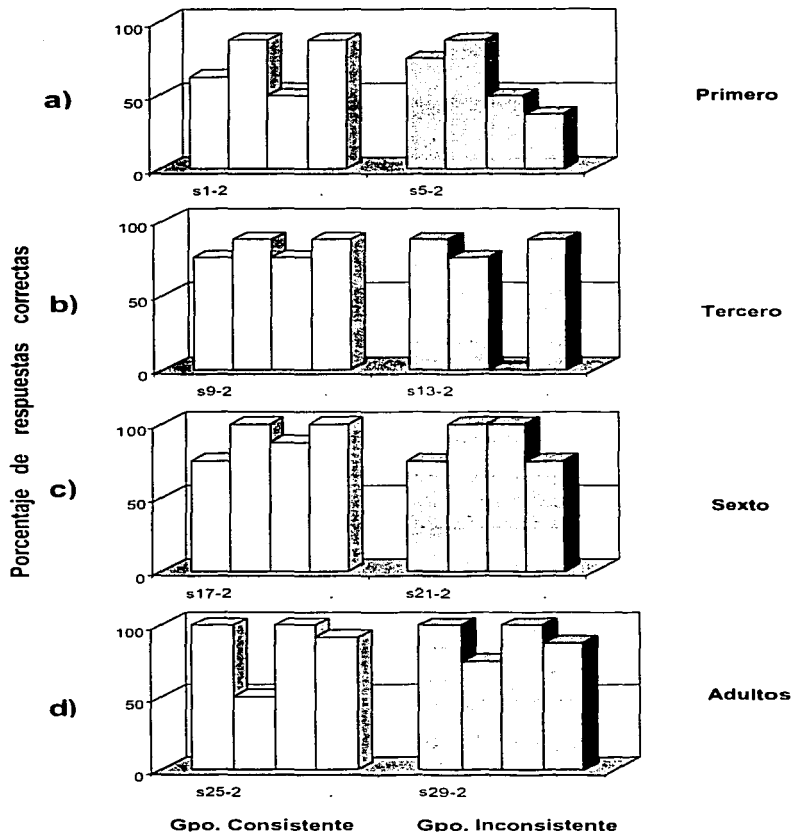 Porcentaje de respuestas correctas
a)
100
50
0
s1-2
s5-2
Primero
b)
100
50
0
s9-2
s13-2
Tercero
c)
100
50
0
s17-2
s21-2
Sexto
d)
100
50
0
s25-2
s29-2
Adultos
Gpo. Consistente
Gpo. Inconsistente